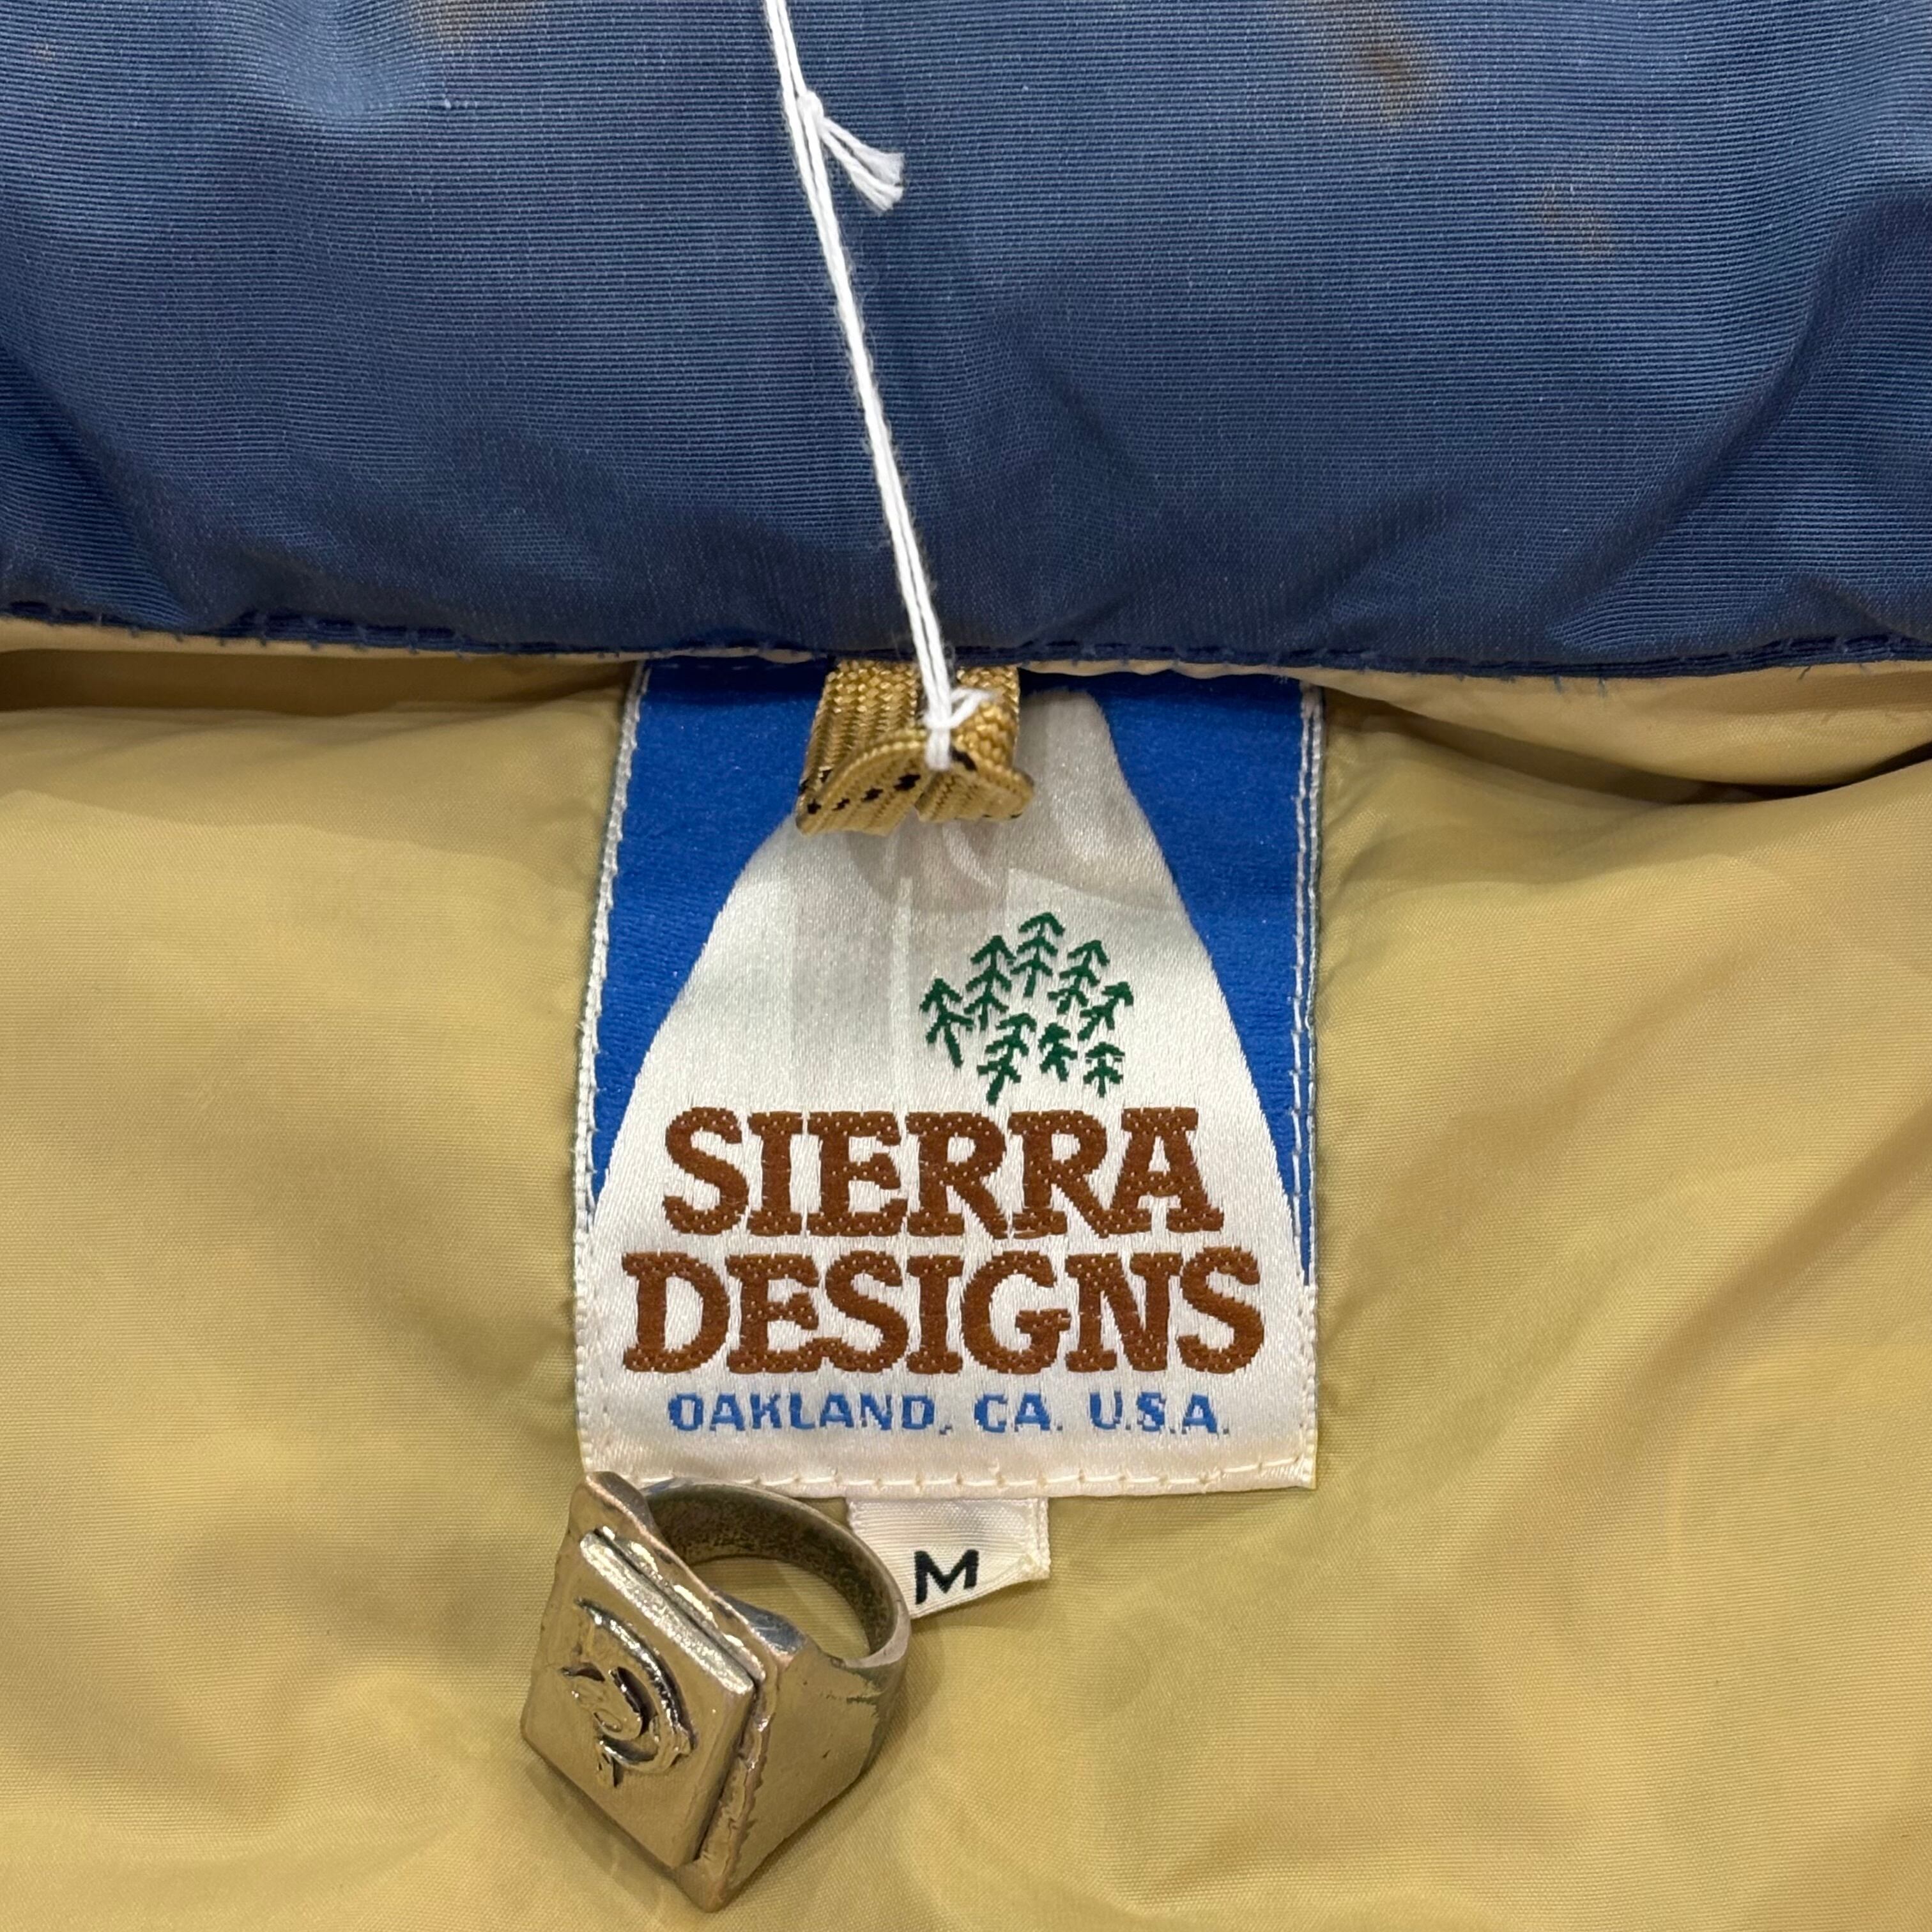 SIERRA
DESIGNS
OAKLAND, CA. U.S.A.
M